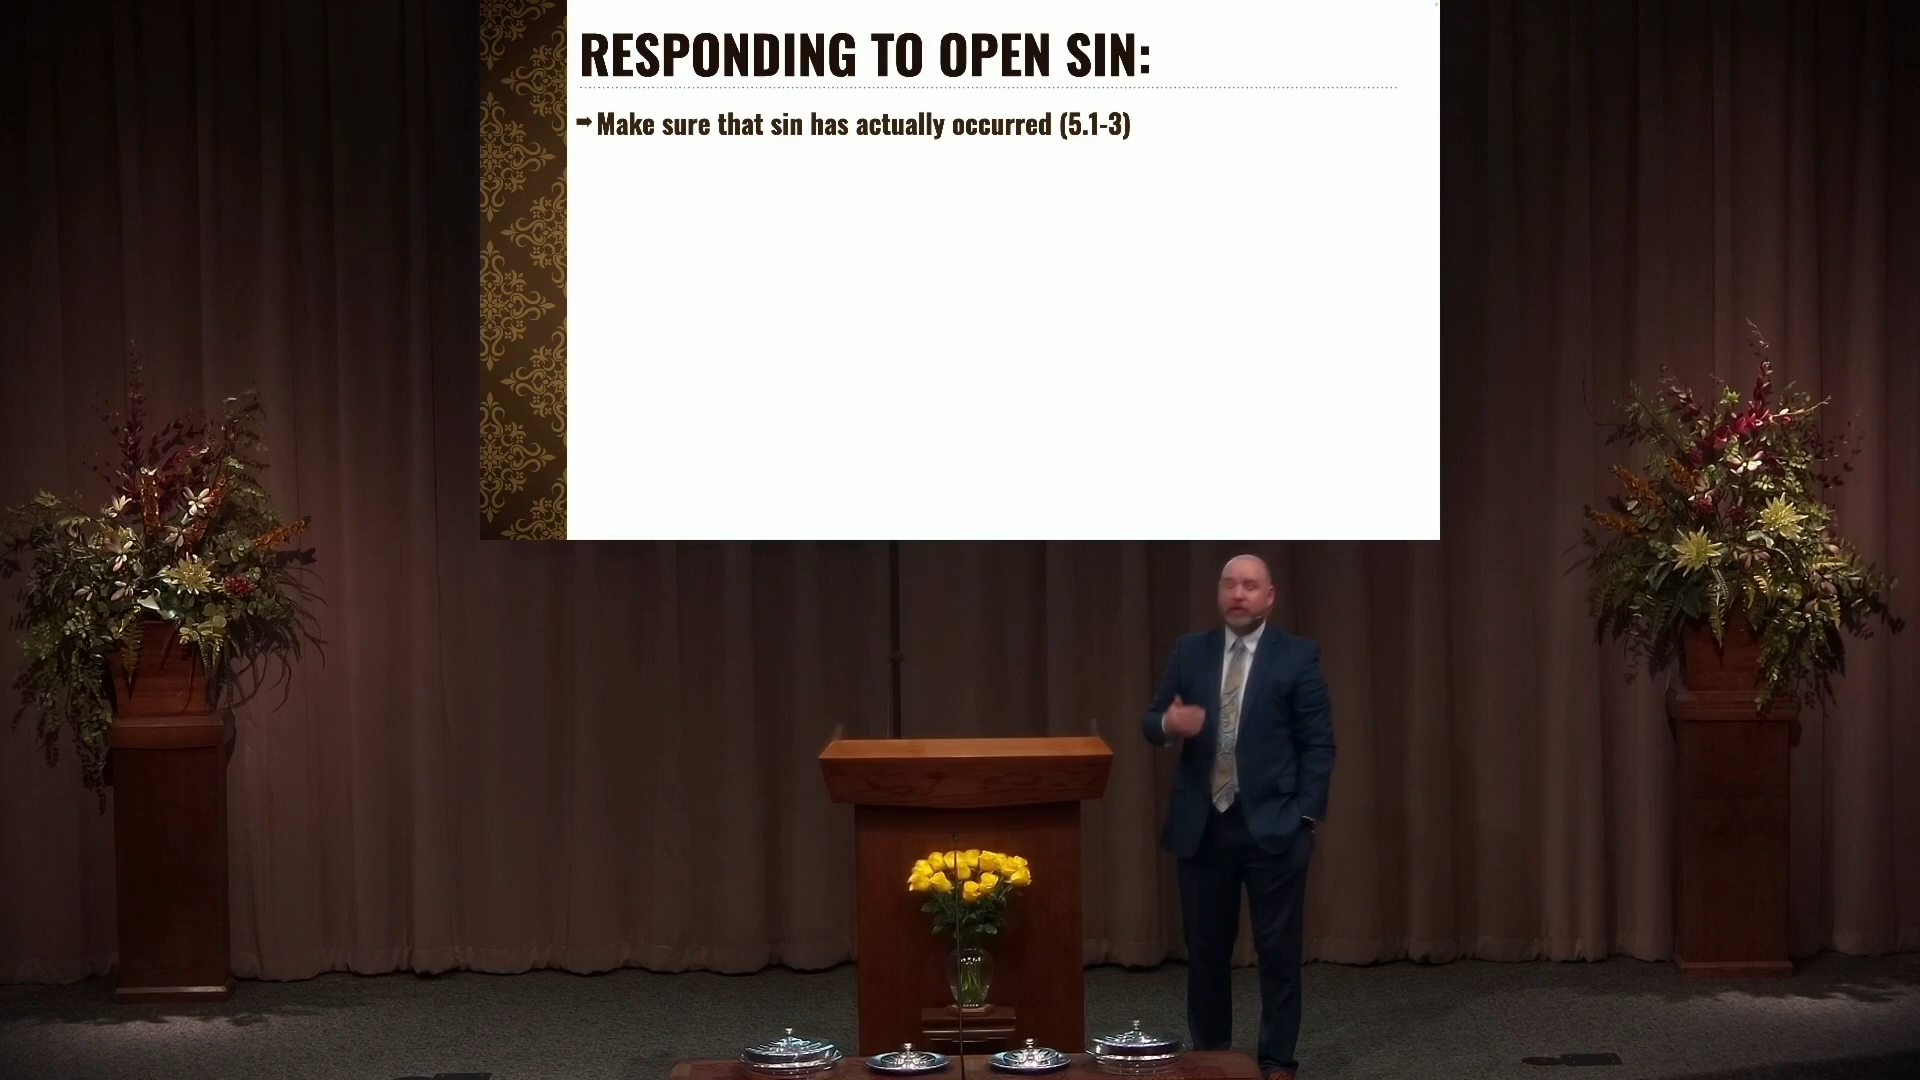 RESPONDING TO OPEN SIN:
➡Make sure that sin has actually occurred (5.1-3)